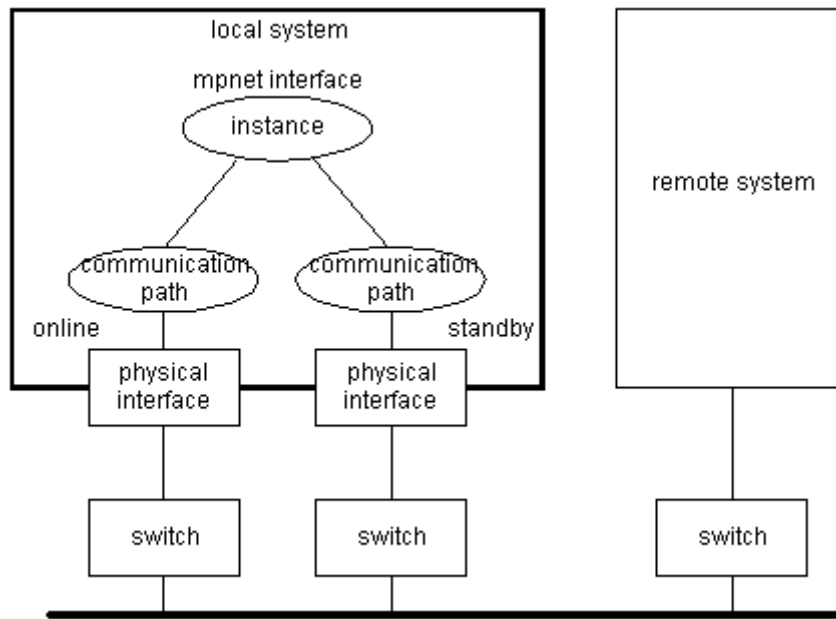 local system
mpnet interface
instance
remote system
communication
path
communication
path
online
standby
physical
interface
physical
interface
switch
switch
switch